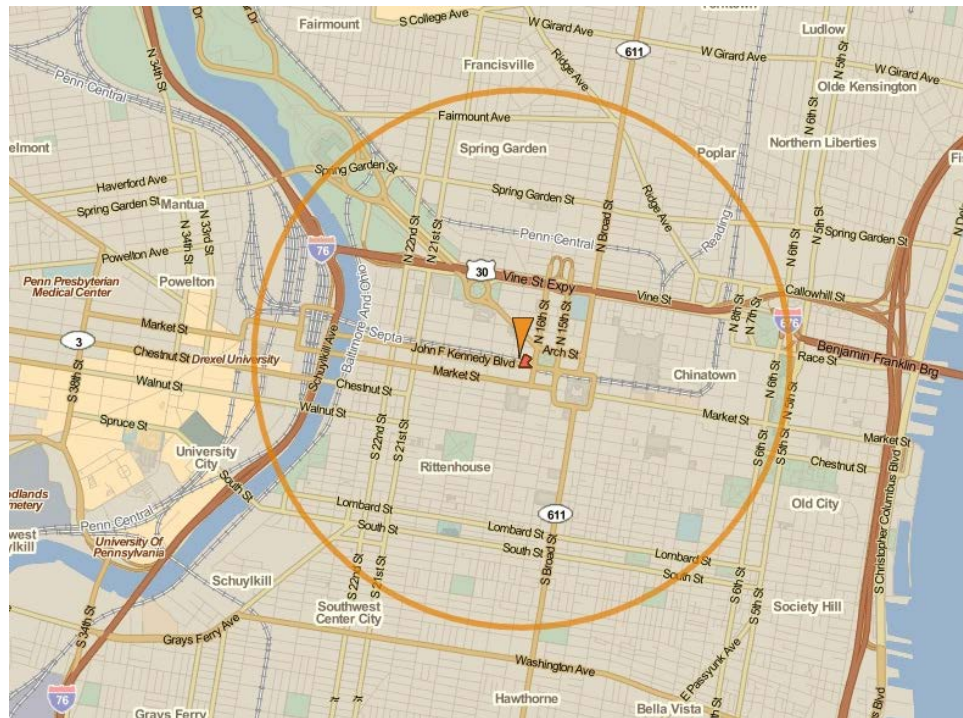 Fairmount
S College Ave
W Girard Ave
611
W Girard Ave
Ludlow
N 5th St
N 6th St
W Girard Ave
Olde Kensington
N 34th St
Penn Central
Francisville
Ridge Ave
Fairmount Ave
Spring Garden
Poplar
Northern Liberties
elmont
Haverford Ave
Spring Garden St
Mantua
Spring Garden St
Spring Garden St
Ridge Ave
N Broad St
Reading
Spring Garden St
N 34th St
N 33rd St
Powelton Ave
N 22nd St
N 21st St
Penn Central
N 6th St
N 5th St
76
30
Vine St Expy
Vine St
Callowhill St
Penn Presbyterian
Medical Center
Powelton
Baltimore And Ohio
Market St
Septa
N 16th St
N 15th St
N 8th St
N 7th St
676
3
Chestnut St
Drexel University
Schuylkill Ave
John F Kennedy Blvd
Arch St
Race St
Benjamin Franklin Brg
Walnut St
Chestnut St
Market St
Chinatown
N 6th St
N 5th St
S 38th St
Spruce St
Walnut St
Market St
Market St
University
City
S 22nd St
S 21st St
Rittenhouse
S 6th St
S 5th St
Chestnut St
South St
Old City
S Christopher Columbus Blvd
oodlands
emetery
Penn Central
Lombard St
611
Lombard St
Lombard St
University Of
Pennsylvania
South St
South St
South St
Schuylkill
S 22nd St
S 21st St
S Broad St
S 6th St
S 5th St
Society Hill
Southwest
Center City
S 34th St
Grays Ferry Ave
Washington Ave
E Passyunk Ave
76
Hawthorne
Bella Vista
Grays Ferry